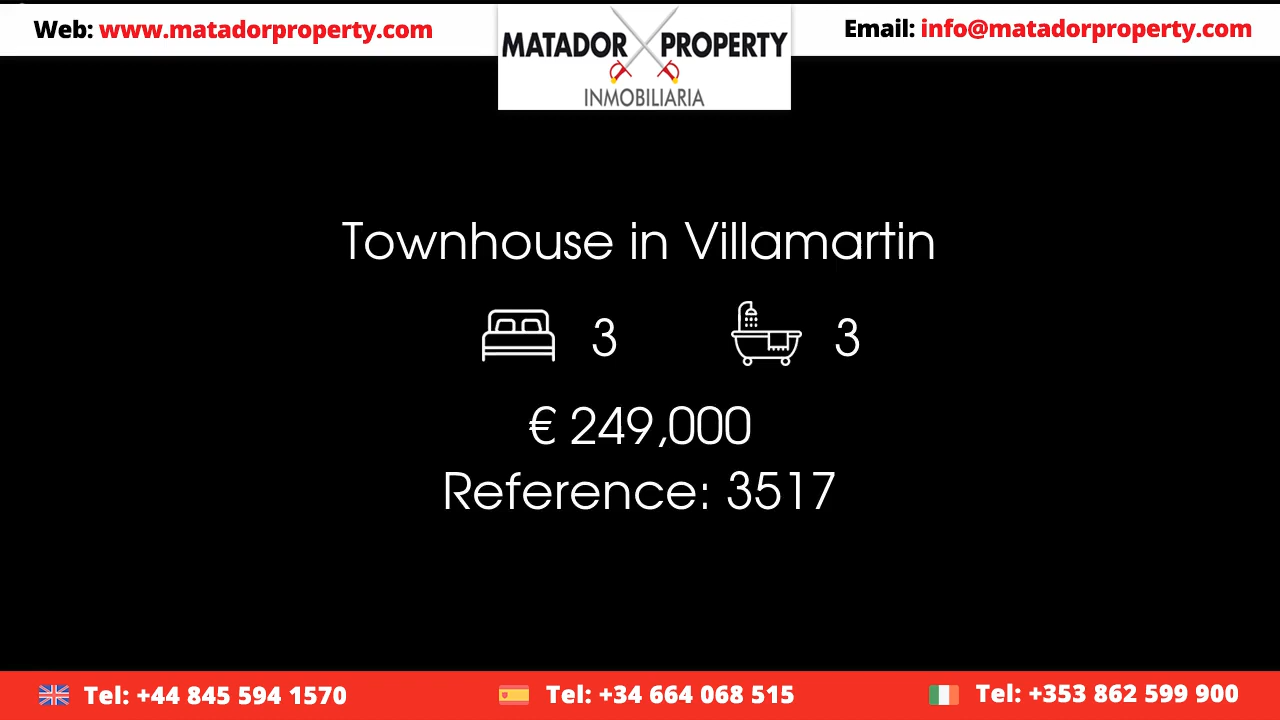 Web: www.matadorproperty.com
MATADOR PROPERTY
INMOBILIARIA
Email: info@matadorproperty.com
Townhouse in Villamartin
3 3
€ 249,000
Reference: 3517
Tel: +44 845 594 1570
Tel: +34 664 068 515
Tel: +353 862 599 900